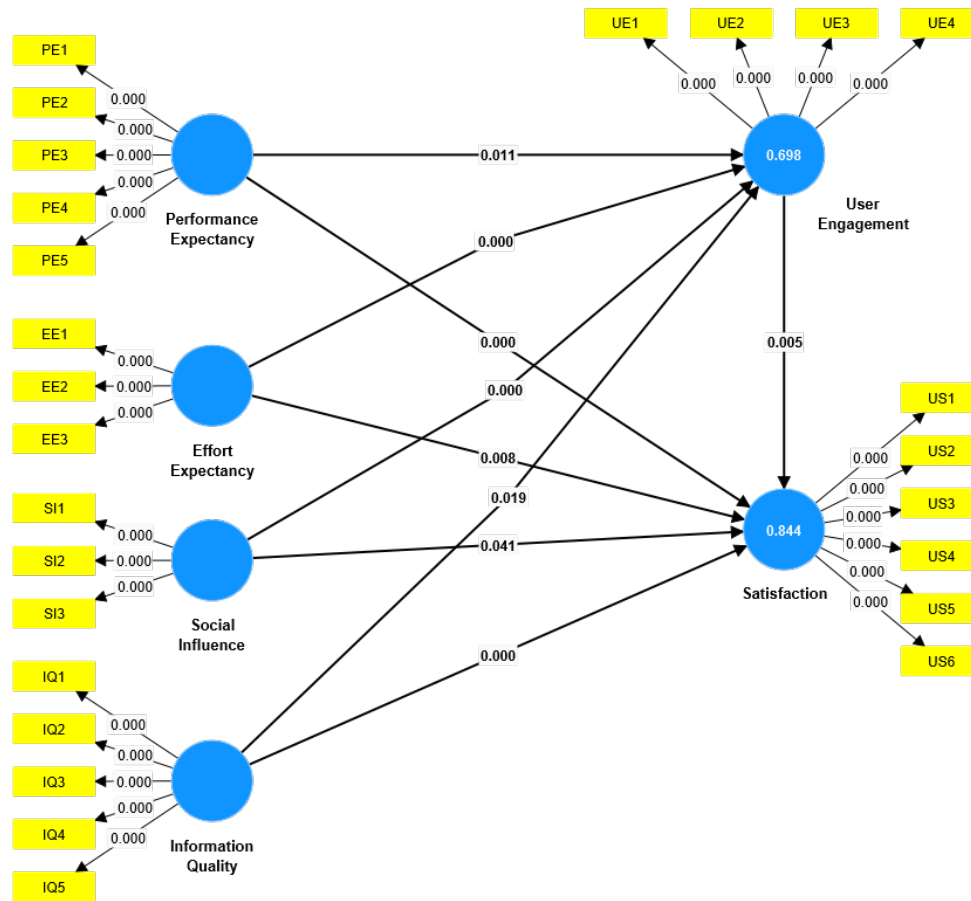 UE1
UE2
UE3
UE4
0.000
0.000
0.000
0.000
PE1
PE2
PE3
PE4
PE5
0.000
0.000
0.000
0.000
0.000
Performance
Expectancy
0.011
0.698
User
Engagement
0.000
0.000
0.000
0.005
EE1
EE2
EE3
0.000
0.000
0.000
Effort
Expectancy
0.008
0.019
0.041
0.000
SI1
SI2
SI3
0.000
0.000
0.000
Social
Influence
0.844
Satisfaction
US1
US2
US3
US4
US5
US6
0.000
0.000
0.000
0.000
0.000
0.000
IQ1
IQ2
IQ3
IQ4
IQ5
0.000
0.000
0.000
0.000
0.000
Information
Quality